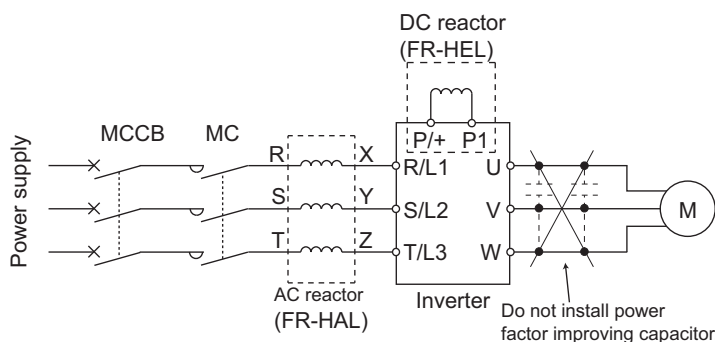 DC reactor
(FR-HEL)
P/+ P1
MCCB MC
Power supply
R X R/L1 U
S Y S/L2 V
T Z T/L3 W
M
AC reactor
(FR-HAL)
Inverter
Do not install power
factor improving capacitor